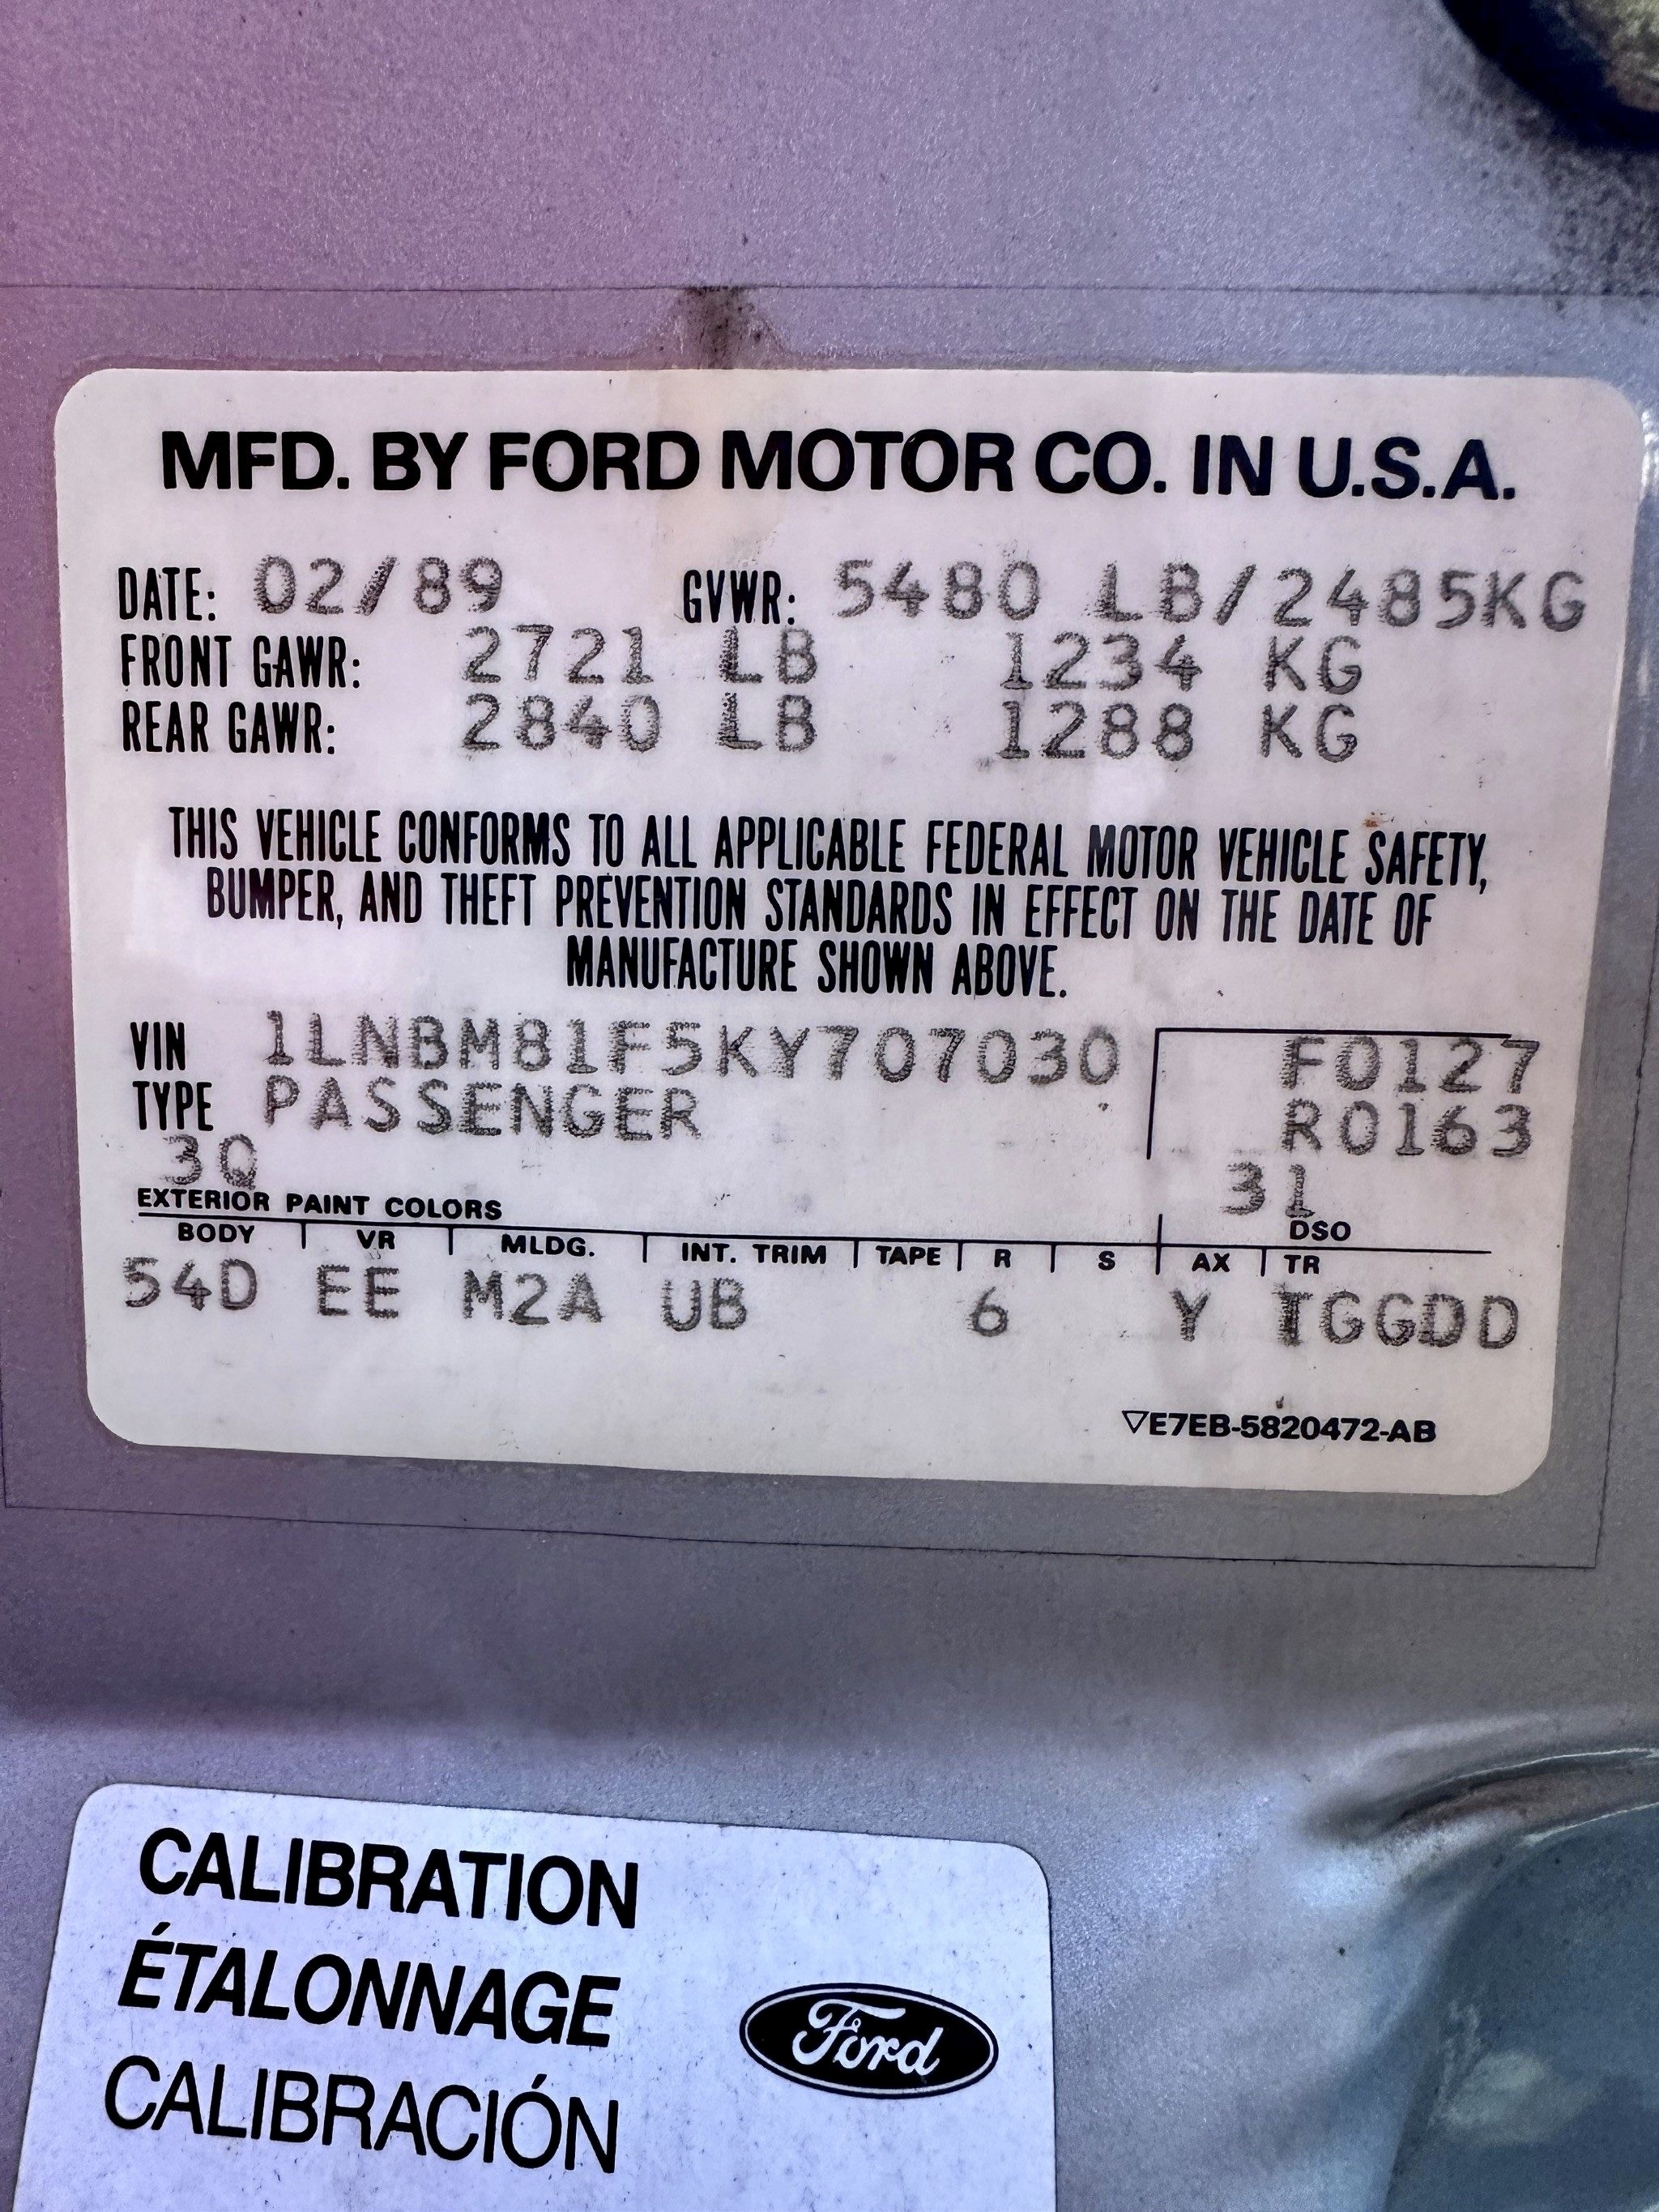 MFD. BY FORD MOTOR CO. IN U.S.A.
DATE: 02/89 GVWR: 5480 LB/2485KG
FRONT GAWR: 2721 LB 1234 KG
REAR GAWR: 2840 LB 1288 KG
THIS VEHICLE CONFORMS TO ALL APPLICABLE FEDERAL MOTOR VEHICLE SAFETY,
BUMPER, AND THEFT PREVENTION STANDARDS IN EFFECT ON THE DATE OF
MANUFACTURE SHOWN ABOVE.
VIN 1LNBM81F5KY707030 F0127
TYPE PASSENGER R0163
3Q 31
EXTERIOR PAINT COLORS DSO
BODY VR MLDG. INT. TRIM TAPE R S AX TR
54D EE M2A UB 6 Y TGGDD
▽E7EB-5820472-AB
CALIBRATION
ÉTALONNAGE
CALIBRACIÓN
Ford